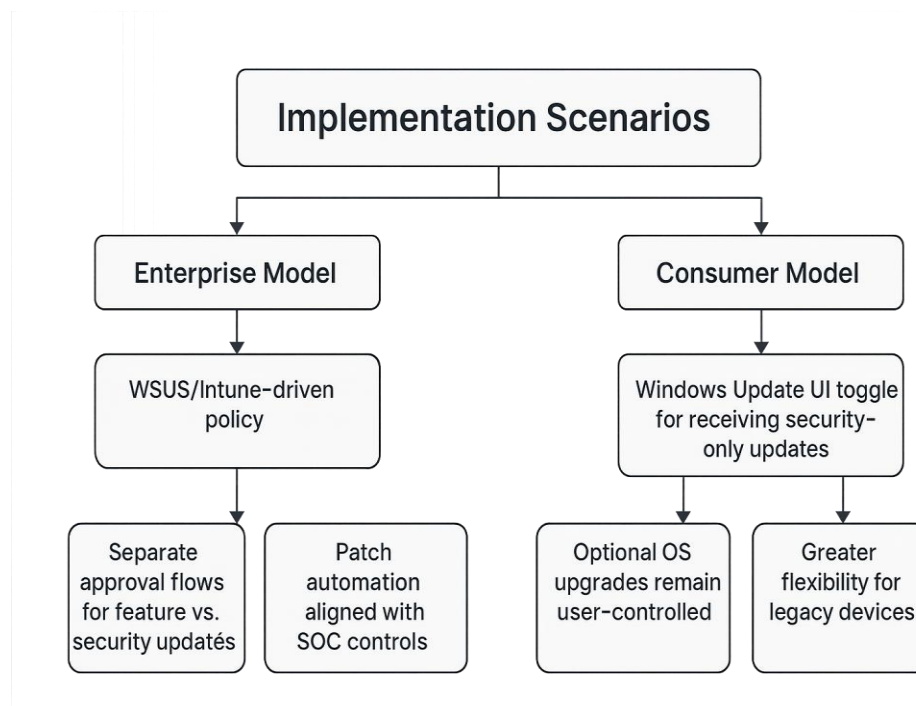 Implementation Scenarios
Enterprise Model
Consumer Model
WSUS/Intune-driven
policy
Windows Update UI toggle
for receiving security-
only updates
Separate
approval flows
for feature vs.
security updatés
Patch
automation
aligned with
SOC controls
Optional OS
upgrades remain
user-controlled
Greater
flexibility for
legacy devices